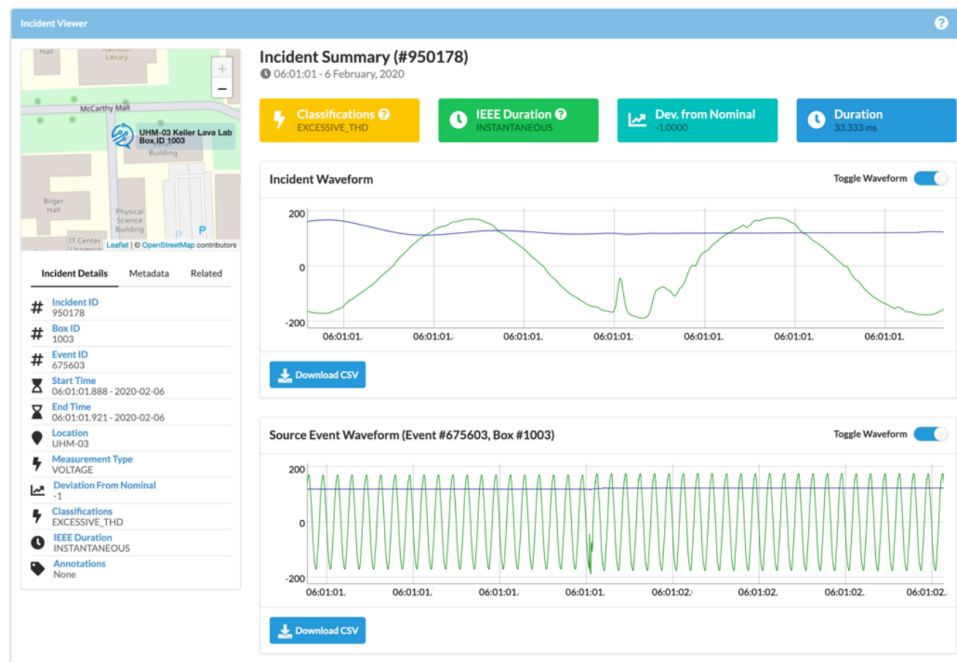 Incident Viewer
?
Hall
Library
+
−
McCarthy Mall
UHM-03 Keller Lava Lab
Box ID 1003
Building
Bilger
Hall
Physical
Science
Building
P
P
IT Center
Leaflet | © OpenStreetMap contributors
Incident Details Metadata Related
Incident ID
950178
Box ID
1003
Event ID
675603
Start Time
06:01:01.888 - 2020-02-06
End Time
06:01:01.921 - 2020-02-06
Location
UHM-03
Measurement Type
VOLTAGE
Deviation From Nominal
-1
Classifications
EXCESSIVE_THD
IEEE Duration
INSTANTANEOUS
Annotations
None
Incident Summary (#950178)
06:01:01 - 6 February, 2020
Classifications ?
EXCESSIVE_THD
IEEE Duration ?
INSTANTANEOUS
Dev. from Nominal
-1.0000
Duration
33.333 ms
Incident Waveform
Toggle Waveform
200
0
-200
06:01:01. 06:01:01. 06:01:01. 06:01:01. 06:01:01. 06:01:01. 06:01:01.
Download CSV
Source Event Waveform (Event #675603, Box #1003)
Toggle Waveform
200
0
-200
06:01:01. 06:01:01. 06:01:01. 06:01:01. 06:01:02. 06:01:02. 06:01:02. 06:01:02.
Download CSV